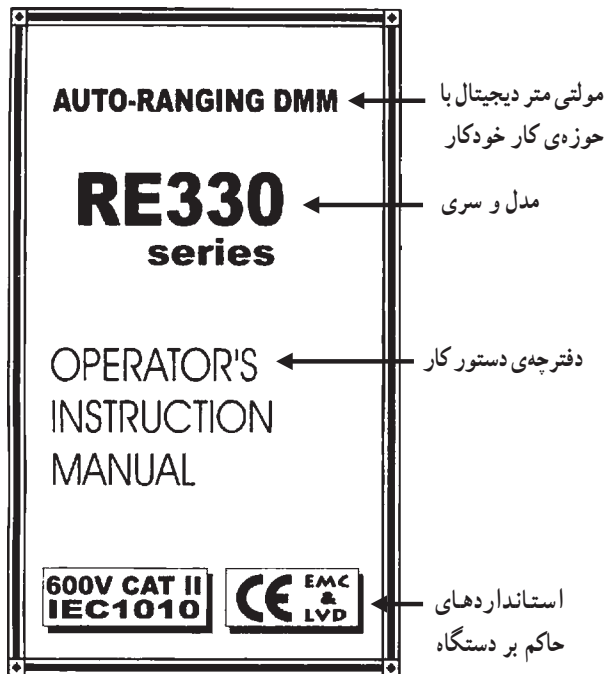 AUTO-RANGING DMM
مولتی متر دیجیتال با
حوزه‌ی کار خودکار
RE330
series
مدل و سری
OPERATOR'S
INSTRUCTION
MANUAL
دفترچه‌ی دستور کار
600V CAT II
IEC1010
CE EMC
&
LVD
استانداردهای
حاکم بر دستگاه